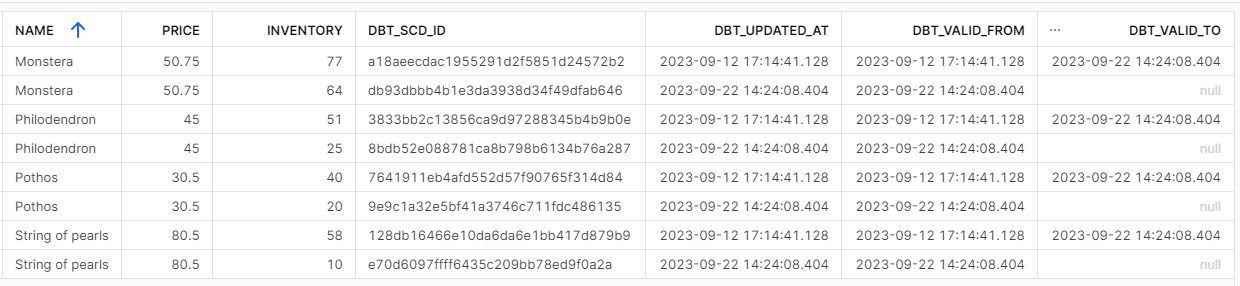 NAME ↑ PRICE INVENTORY DBT_SCD_ID DBT_UPDATED_AT DBT_VALID_FROM ... DBT_VALID_TO
Monstera 50.75 77 a18aeecdac1955291d2f5851d24572b2 2023-09-12 17:14:41.128 2023-09-12 17:14:41.128 2023-09-22 14:24:08.404
Monstera 50.75 64 db93dbbb4b1e3da3938d34f49dfab646 2023-09-22 14:24:08.404 2023-09-22 14:24:08.404 null
Philodendron 45 51 3833bb2c13856ca9d97288345b4b9b0e 2023-09-12 17:14:41.128 2023-09-12 17:14:41.128 2023-09-22 14:24:08.404
Philodendron 45 25 8bdb52e088781ca8b798b6134b76a287 2023-09-22 14:24:08.404 2023-09-22 14:24:08.404 null
Pothos 30.5 40 7641911eb4afd552d57f90765f314d84 2023-09-12 17:14:41.128 2023-09-12 17:14:41.128 2023-09-22 14:24:08.404
Pothos 30.5 20 9e9c1a32e5bf41a3746c711fdc486135 2023-09-22 14:24:08.404 2023-09-22 14:24:08.404 null
String of pearls 80.5 58 128db16466e10da6da6e1bb417d879b9 2023-09-12 17:14:41.128 2023-09-12 17:14:41.128 2023-09-22 14:24:08.404
String of pearls 80.5 10 e70d6097ffff6435c209bb78ed9f0a2a 2023-09-22 14:24:08.404 2023-09-22 14:24:08.404 null